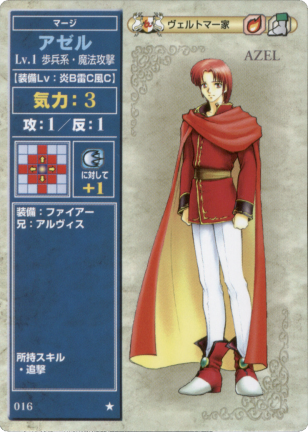 マージ
アゼル
Lv.1 歩兵系・魔法攻撃
【装備Lv：炎B雷C風C】
気力：3
攻：1／反：1
に対して
+1
装備：ファイアー
兄：アルヴィス
所持スキル
・追撃
016 ★
ヴェルトマー家
AZEL